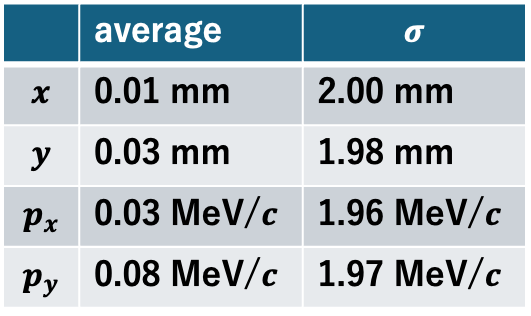 average σ
x 0.01 mm 2.00 mm
y 0.03 mm 1.98 mm
pₓ 0.03 MeV/c 1.96 MeV/c
p_y 0.08 MeV/c 1.97 MeV/c